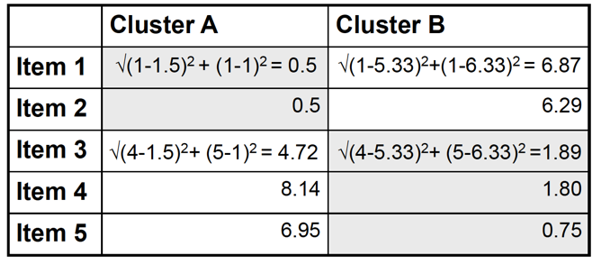 Cluster A Cluster B
Item 1 √(1-1.5)² + (1-1)² = 0.5 √(1-5.33)²+(1-6.33)² = 6.87
Item 2 0.5 6.29
Item 3 √(4-1.5)²+ (5-1)² = 4.72 √(4-5.33)²+ (5-6.33)² =1.89
Item 4 8.14 1.80
Item 5 6.95 0.75